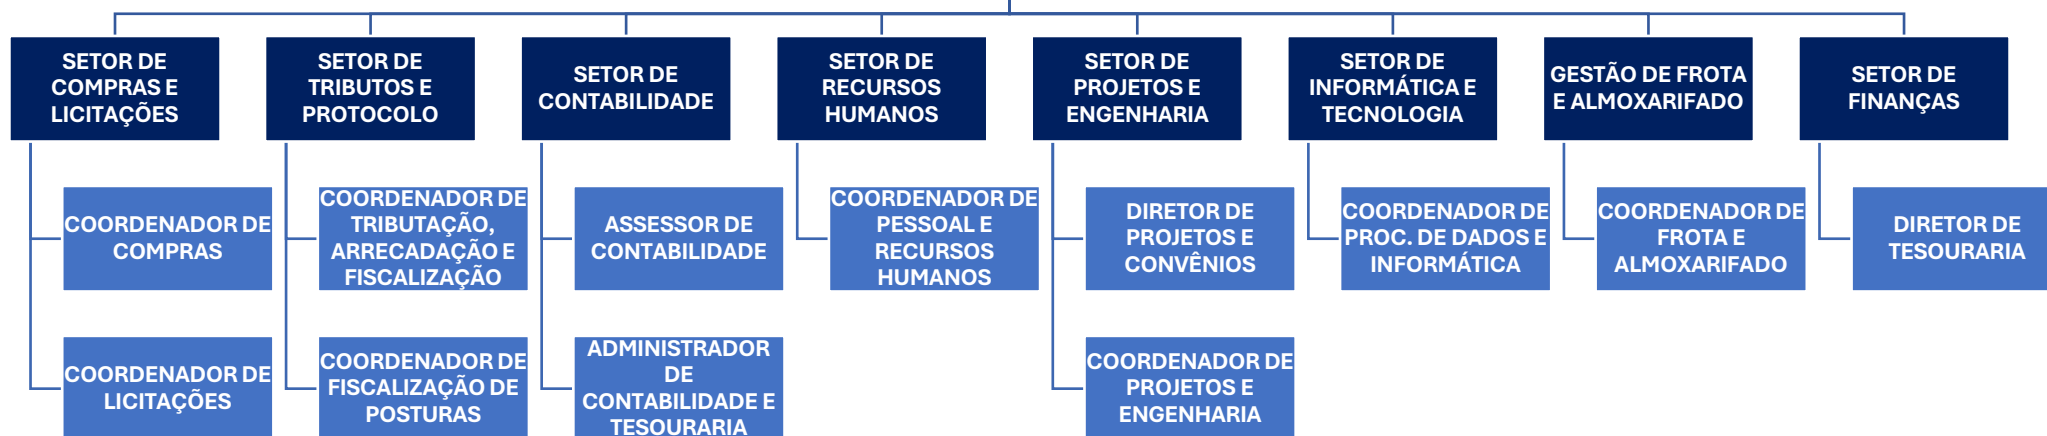 SETOR DE
COMPRAS E
LICITAÇÕES
SETOR DE
TRIBUTOS E
PROTOCOLO
SETOR DE
CONTABILIDADE
SETOR DE
RECURSOS
HUMANOS
SETOR DE
PROJETOS E
ENGENHARIA
SETOR DE
INFORMÁTICA E
TECNOLOGIA
GESTÃO DE FROTA
E ALMOXARIFADO
SETOR DE
FINANÇAS
COORDENADOR DE
COMPRAS
COORDENADOR DE
TRIBUTAÇÃO,
ARRECADAÇÃO E
FISCALIZAÇÃO
ASSESSOR DE
CONTABILIDADE
COORDENADOR DE
PESSOAL E
RECURSOS
HUMANOS
DIRETOR DE
PROJETOS E
CONVÊNIOS
COORDENADOR DE
PROC. DE DADOS E
INFORMÁTICA
COORDENADOR DE
FROTA E
ALMOXARIFADO
DIRETOR DE
TESOURARIA
COORDENADOR DE
LICITAÇÕES
COORDENADOR DE
FISCALIZAÇÃO DE
POSTURAS
ADMINISTRADOR
DE
CONTABILIDADE E
TESOURARIA
COORDENADOR DE
PROJETOS E
ENGENHARIA